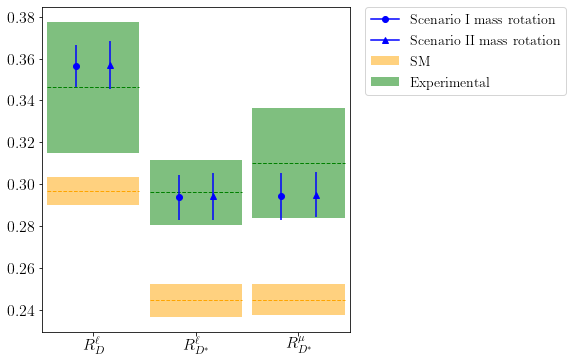 0.38
0.36
0.34
0.32
0.30
0.28
0.26
0.24
R_D^ℓ
R_{D*}^ℓ
R_{D*}^μ
Scenario I mass rotation
Scenario II mass rotation
SM
Experimental